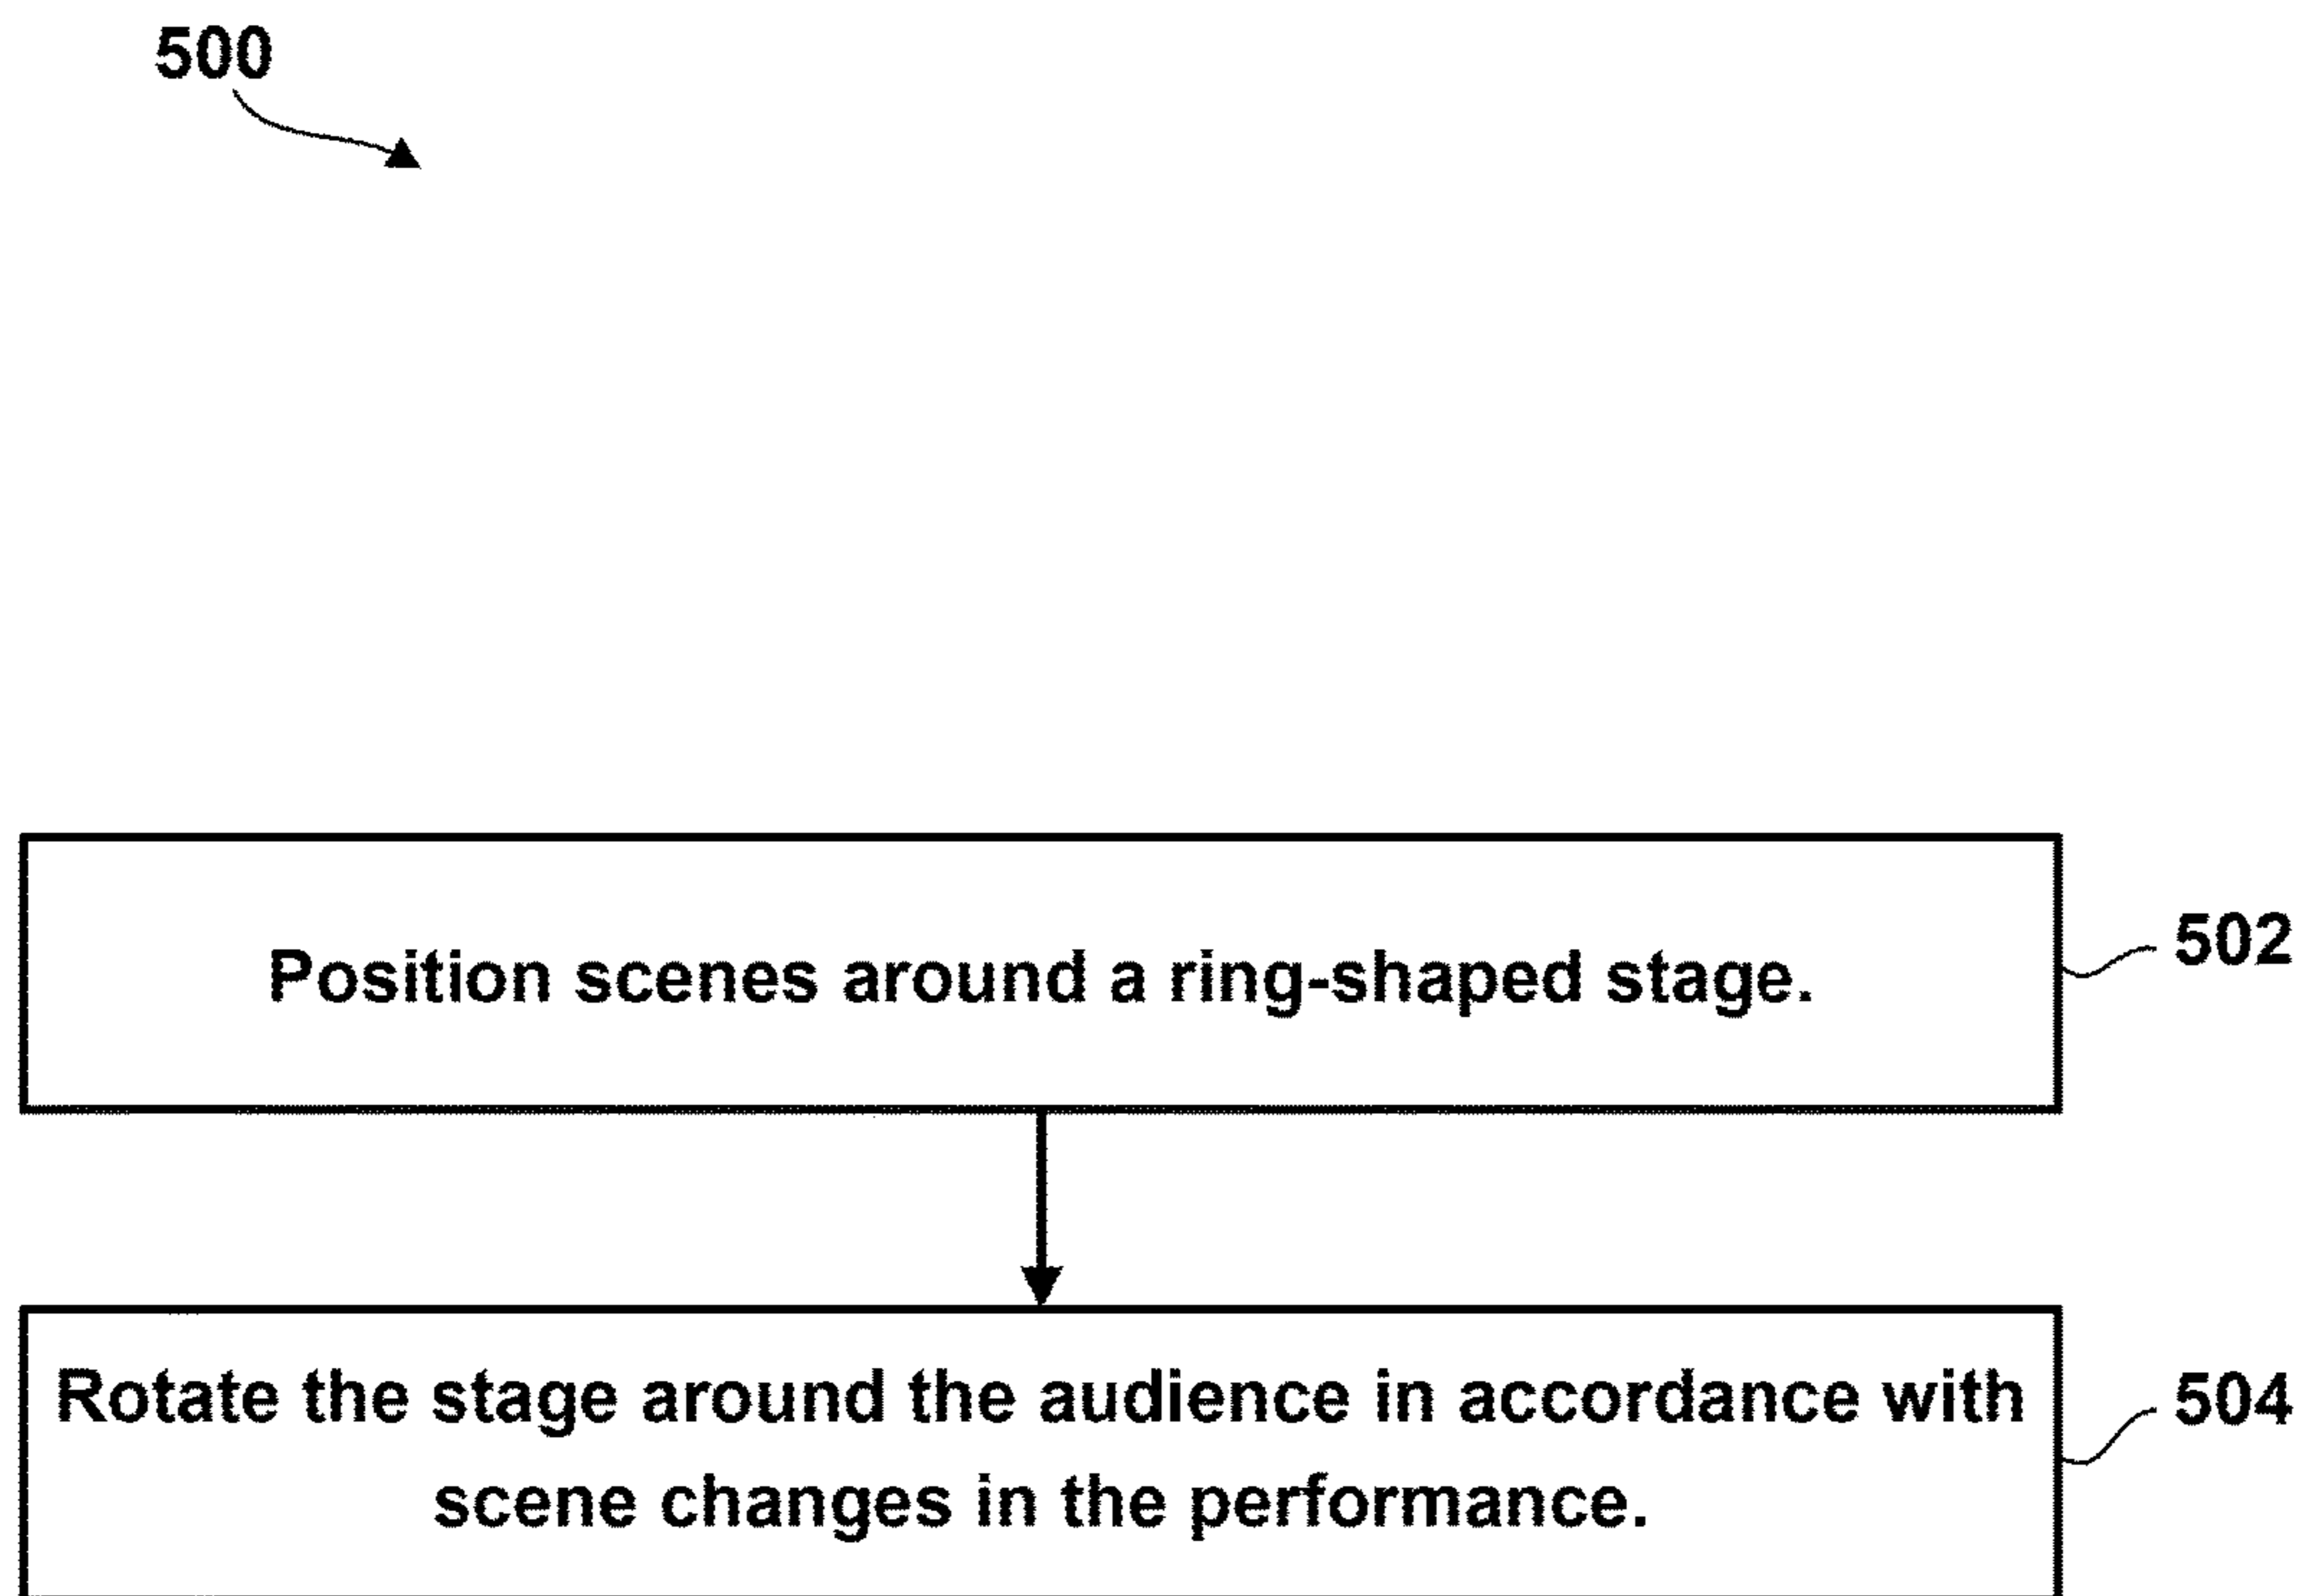 500
Position scenes around a ring-shaped stage.
502
Rotate the stage around the audience in accordance with
scene changes in the performance.
504